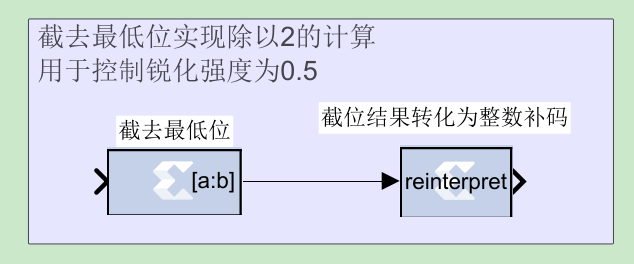 截去最低位实现除以2的计算
用于控制锐化强度为0.5
截位结果转化为整数补码
截去最低位
[a:b]
reinterpret